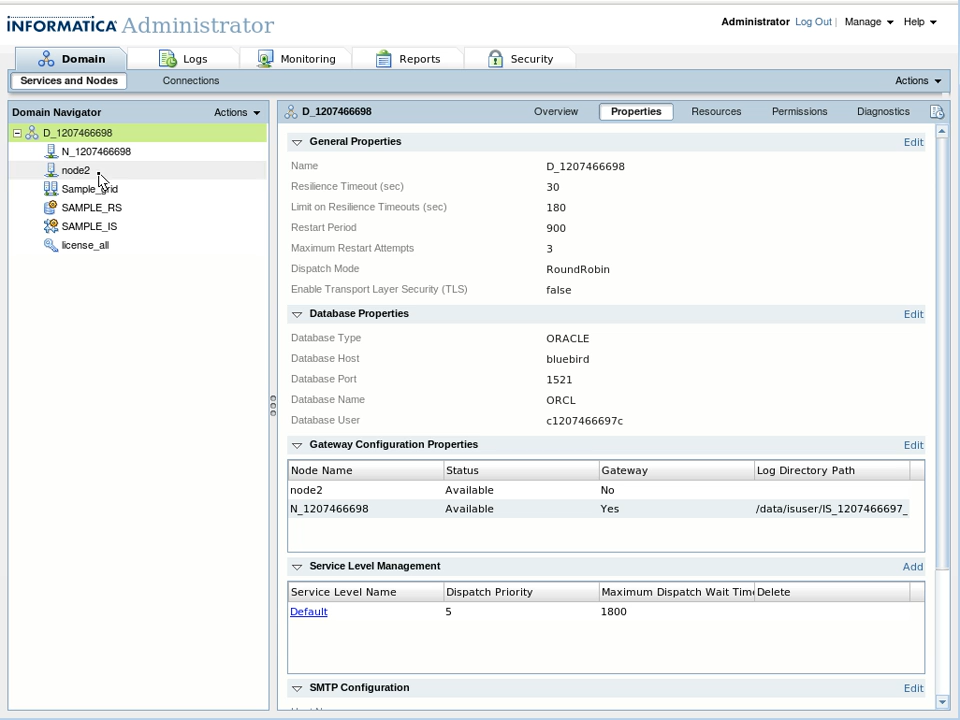 INFORMATICA Administrator
Administrator Log Out | Manage Help
Domain Logs Monitoring Reports Security
Services and Nodes Connections Actions
Domain Navigator Actions
D_1207466698
N_1207466698
node2
SAMPLE_RS
SAMPLE_IS
license_all
D_1207466698 Overview Properties Resources Permissions Diagnostics
General Properties Edit
Name D_1207466698
Resilience Timeout (sec) 30
Limit on Resilience Timeouts (sec) 180
Restart Period 900
Maximum Restart Attempts 3
Dispatch Mode RoundRobin
Enable Transport Layer Security (TLS) false
Database Properties Edit
Database Type ORACLE
Database Host bluebird
Database Port 1521
Database Name ORCL
Database User c1207466697c
Gateway Configuration Properties Edit
Node Name Status Gateway Log Directory Path
node2 Available No
N_1207466698 Available Yes /data/isuser/IS_1207466697_
Service Level Management Add
Service Level Name Dispatch Priority Maximum Dispatch Wait Time Delete
Default 5 1800
SMTP Configuration Edit